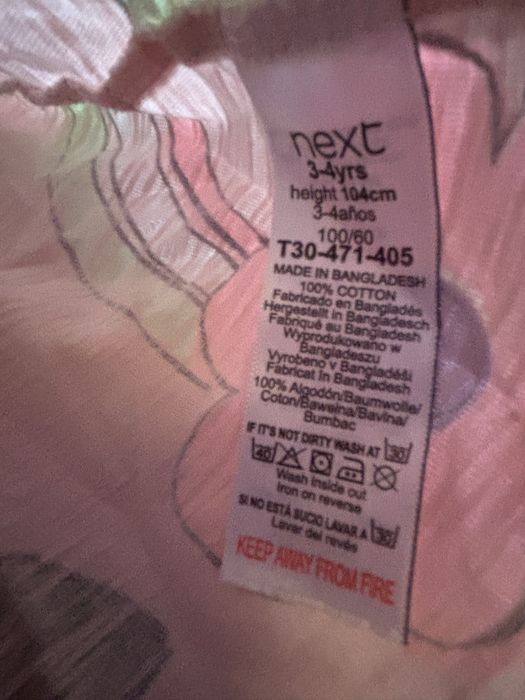 next
3-4yrs
height 104cm
3-4años
100/60
T30-471-405
MADE IN BANGLADESH
100% COTTON
Fabricado en Bangladés
Hergestellt in Bangladesch
Fabriqué au Bangladesh
Wyprodukowano w
Bangladeszu
Vyrobeno v Bangladéši
Fabricat în Bangladesh
100% Algodón/Baumwolle/
Coton/Bawełna/Bavlna/
Bumbac
IF IT'S NOT DIRTY WASH AT 30
40
Wash inside out
Iron on reverse
SI NO ESTÁ SUCIO LAVAR A 30
Lavar del revés
KEEP AWAY FROM FIRE